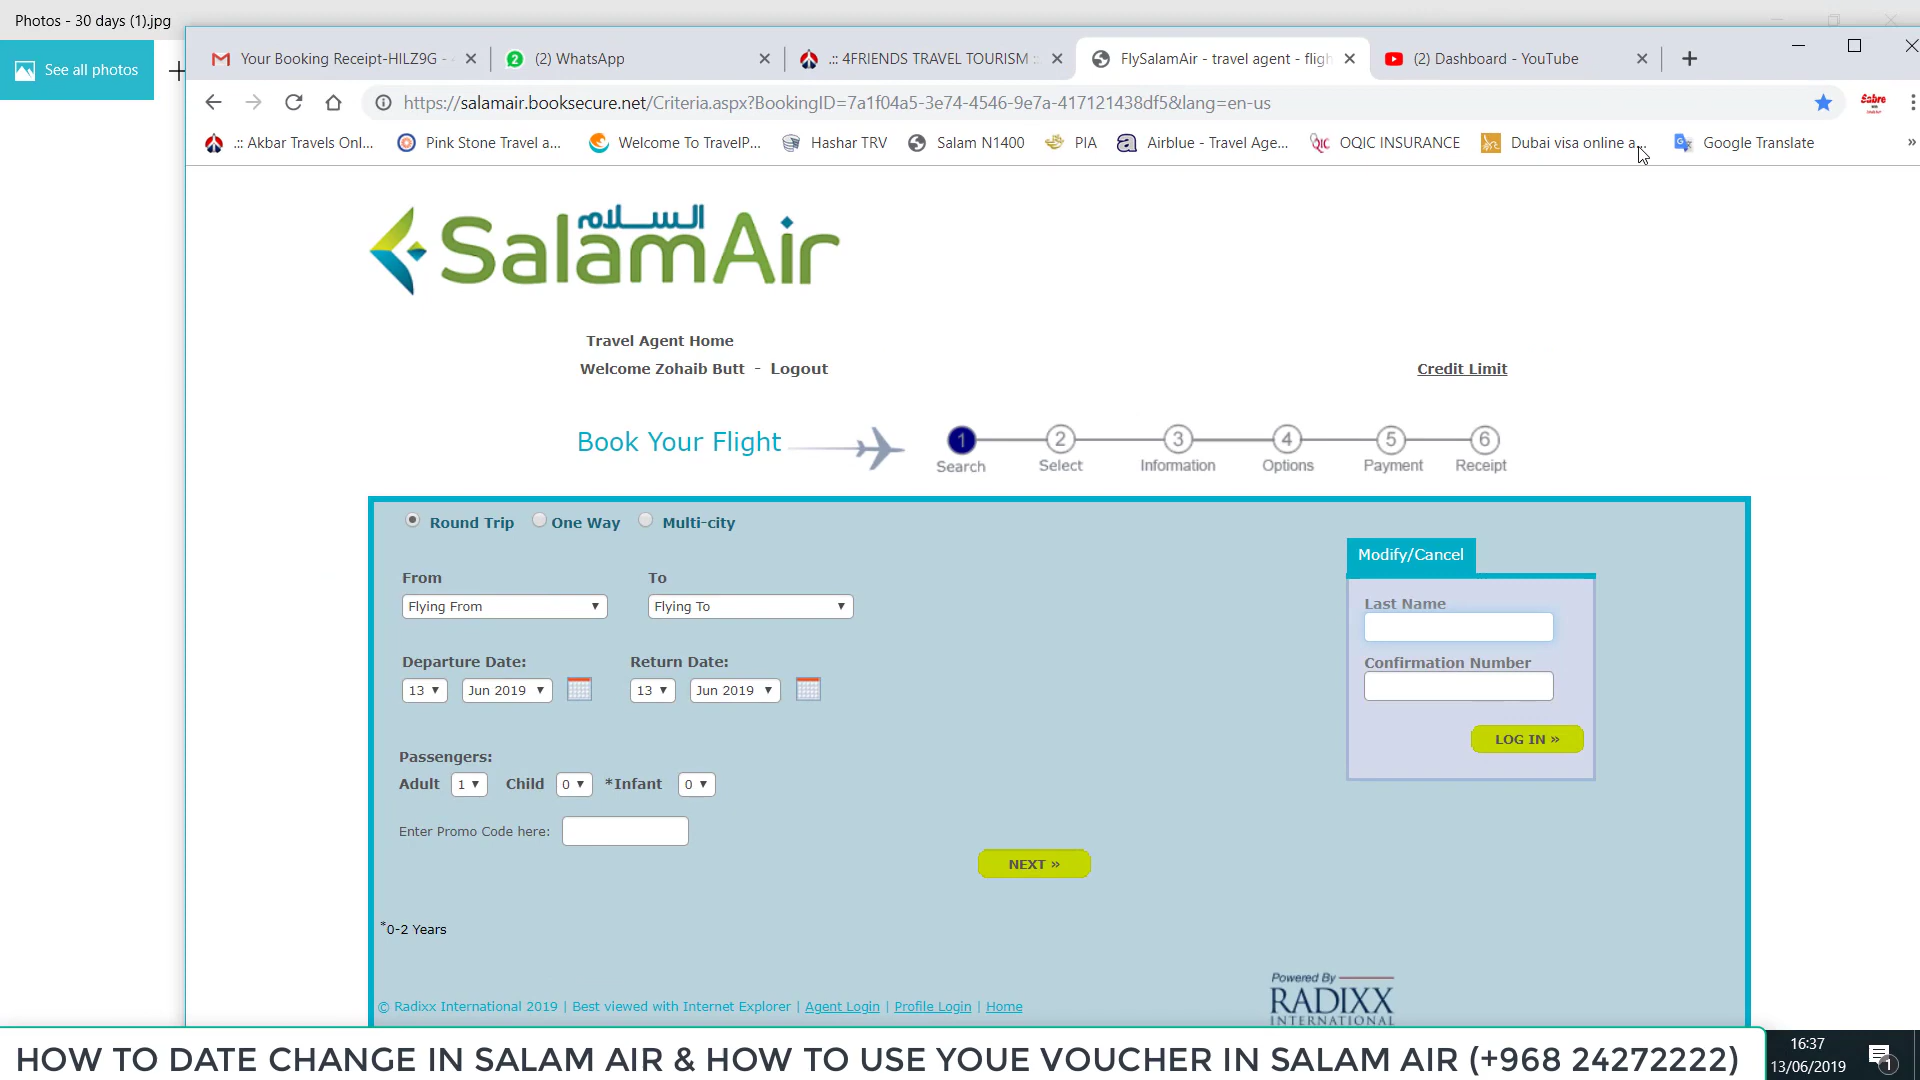 Photos - 30 days (1).jpg
See all photos
Your Booking Receipt-HILZ9G -
(2) WhatsApp
.:: 4FRIENDS TRAVEL TOURISM ::
FlySalamAir - travel agent - fligh
(2) Dashboard - YouTube
https://salamair.booksecure.net/Criteria.aspx?BookingID=7a1f04a5-3e74-4546-9e7a-417121438df5&lang=en-us
Sabre
.:: Akbar Travels Onl...
Pink Stone Travel a...
Welcome To TravelP...
Hashar TRV
Salam N1400
PIA
Airblue - Travel Age...
QIC
OQIC INSURANCE
Dubai visa online a...
Google Translate
»
السلام
SalamAir
Travel Agent Home
Welcome Zohaib Butt - Logout
Credit Limit
Book Your Flight
1 2 3 4 5 6
Search Select Information Options Payment Receipt
Round Trip One Way Multi-city
Modify/Cancel
From To
Flying From Flying To
Last Name
Departure Date: Return Date:
Confirmation Number
13 Jun 2019 13 Jun 2019
LOG IN »
Passengers:
Adult 1 Child 0 *Infant 0
Enter Promo Code here:
NEXT »
*0-2 Years
Powered By
RADIXX
INTERNATIONAL
© Radixx International 2019 | Best viewed with Internet Explorer | Agent Login | Profile Login | Home
HOW TO DATE CHANGE IN SALAM AIR & HOW TO USE YOUE VOUCHER IN SALAM AIR (+968 24272222)
16:37
13/06/2019
1